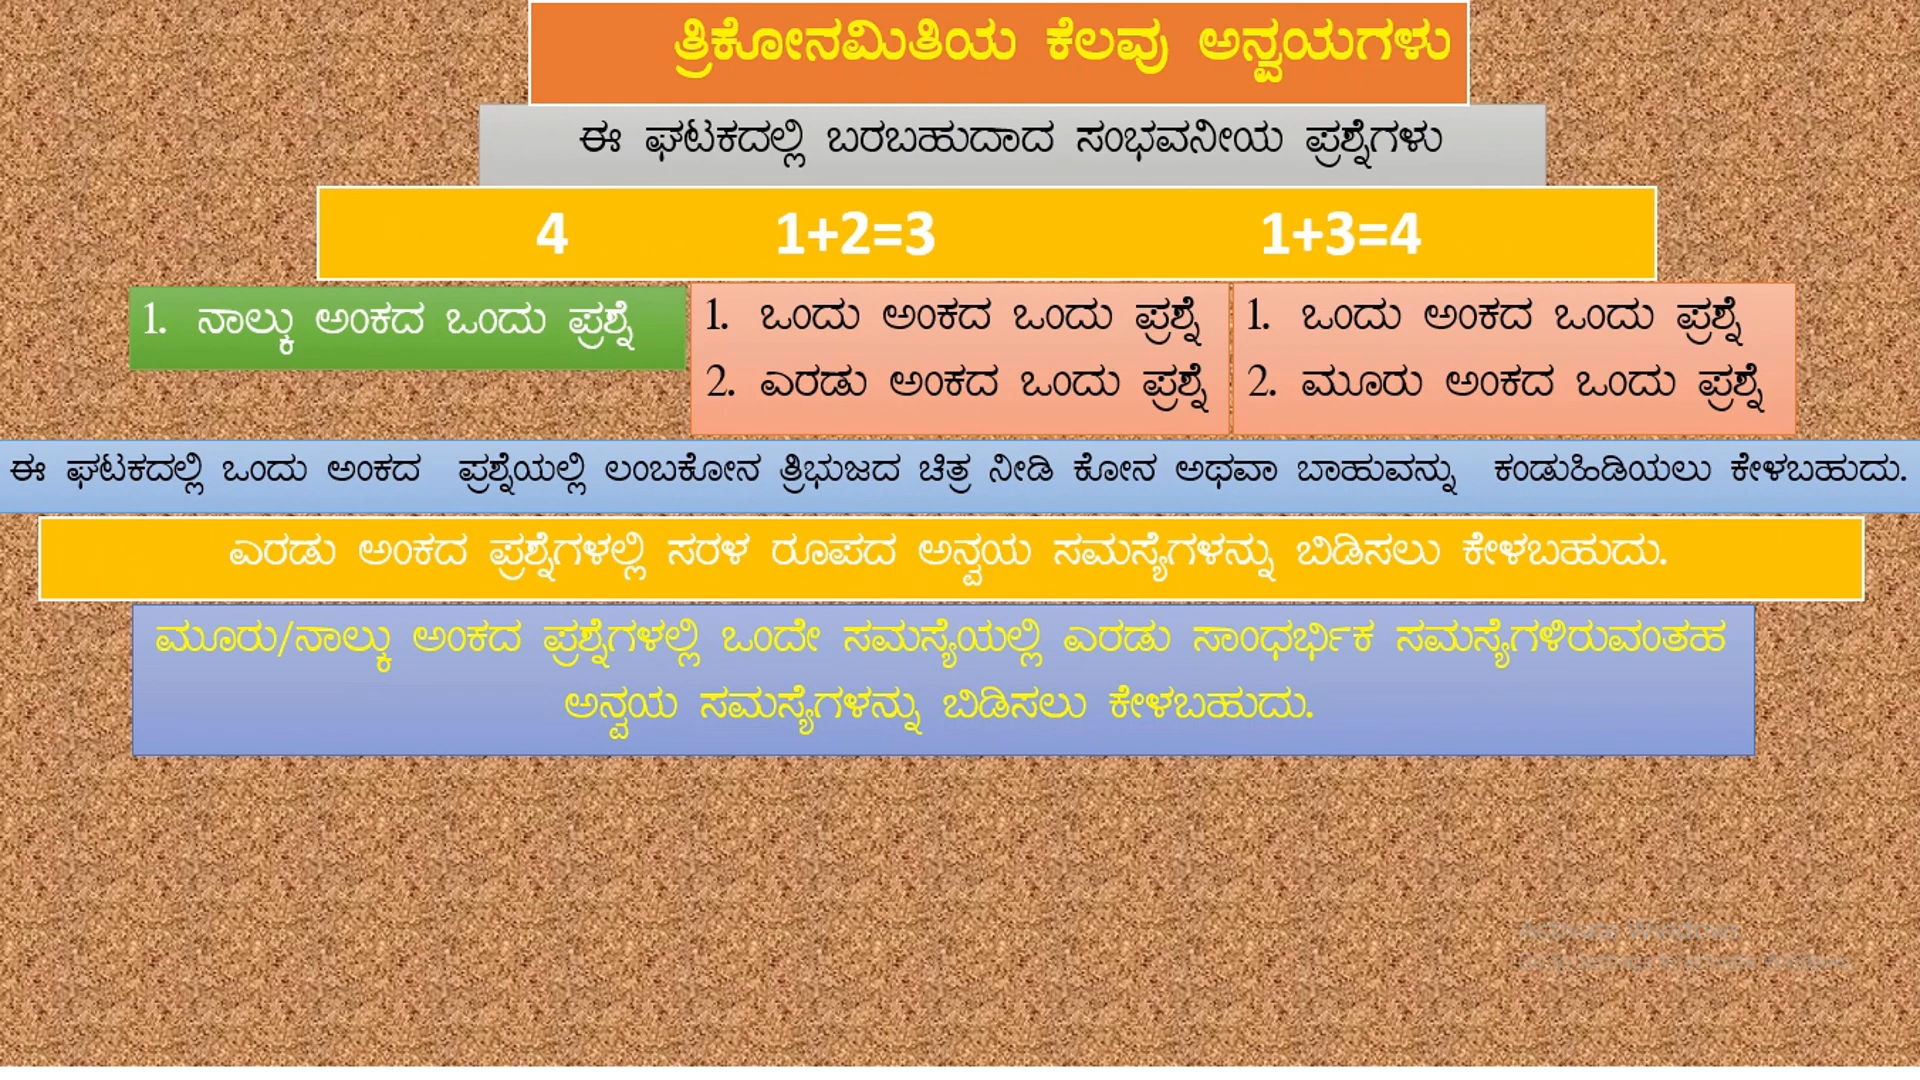 ತ್ರಿಕೋನಮಿತಿಯ ಕೆಲವು ಅನ್ವಯಗಳು
ಈ ಘಟಕದಲ್ಲಿ ಬರಬಹುದಾದ ಸಂಭವನೀಯ ಪ್ರಶ್ನೆಗಳು
4 1+2=3 1+3=4
1. ನಾಲ್ಕು ಅಂಕದ ಒಂದು ಪ್ರಶ್ನೆ
1. ಒಂದು ಅಂಕದ ಒಂದು ಪ್ರಶ್ನೆ
2. ಎರಡು ಅಂಕದ ಒಂದು ಪ್ರಶ್ನೆ
1. ಒಂದು ಅಂಕದ ಒಂದು ಪ್ರಶ್ನೆ
2. ಮೂರು ಅಂಕದ ಒಂದು ಪ್ರಶ್ನೆ
ಈ ಘಟಕದಲ್ಲಿ ಒಂದು ಅಂಕದ ಪ್ರಶ್ನೆಯಲ್ಲಿ ಲಂಬಕೋನ ತ್ರಿಭುಜದ ಚಿತ್ರ ನೀಡಿ ಕೋನ ಅಥವಾ ಬಾಹುವನ್ನು ಕಂಡುಹಿಡಿಯಲು ಕೇಳಬಹುದು.
ಎರಡು ಅಂಕದ ಪ್ರಶ್ನೆಗಳಲ್ಲಿ ಸರಳ ರೂಪದ ಅನ್ವಯ ಸಮಸ್ಯೆಗಳನ್ನು ಬಿಡಿಸಲು ಕೇಳಬಹುದು.
ಮೂರು/ನಾಲ್ಕು ಅಂಕದ ಪ್ರಶ್ನೆಗಳಲ್ಲಿ ಒಂದೇ ಸಮಸ್ಯೆಯಲ್ಲಿ ಎರಡು ಸಾಂಧರ್ಭಿಕ ಸಮಸ್ಯೆಗಳಿರುವಂತಹ
ಅನ್ವಯ ಸಮಸ್ಯೆಗಳನ್ನು ಬಿಡಿಸಲು ಕೇಳಬಹುದು.
Activate Windows